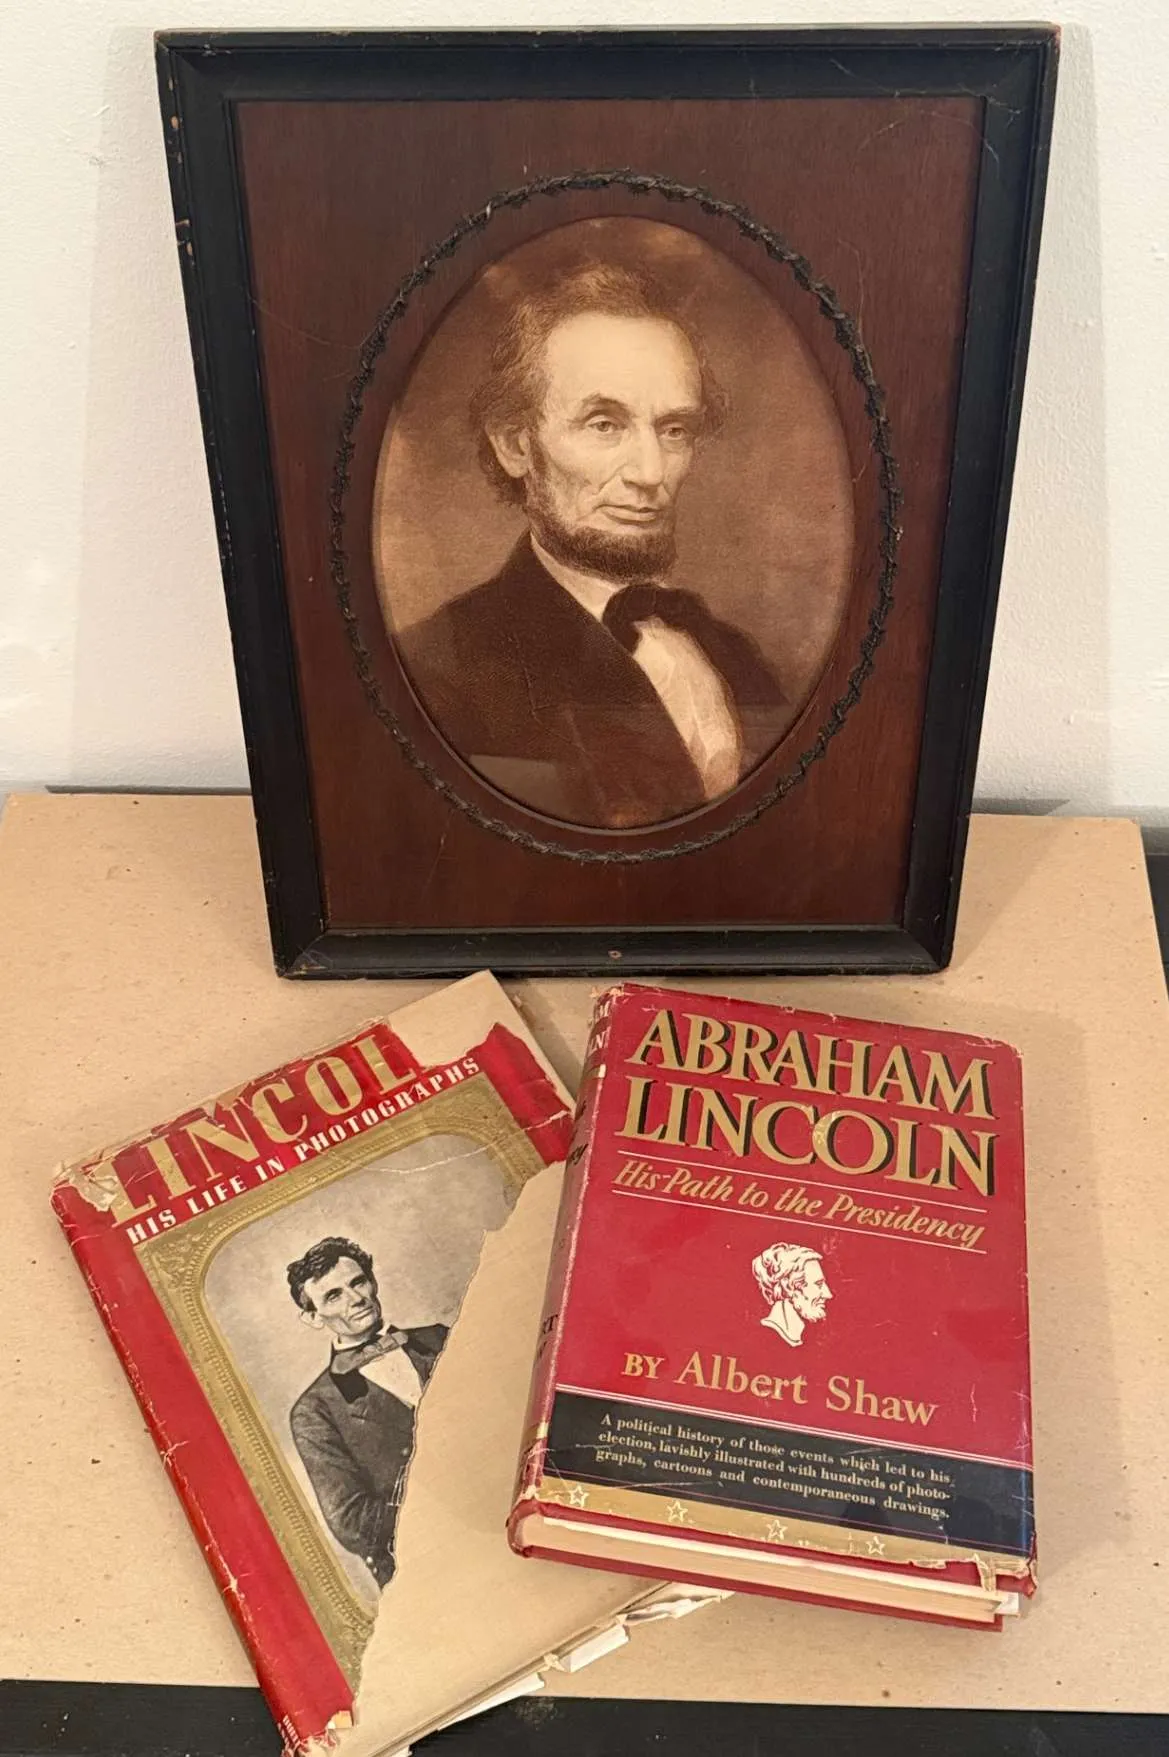 LINCOL
HIS LIFE IN PHOTOGRAPHS
ABRAHAM
LINCOLN
His Path to the Presidency
BY Albert Shaw
A political history of those events which led to his
election, lavishly illustrated with hundreds of photo-
graphs, cartoons and contemporaneous drawings.